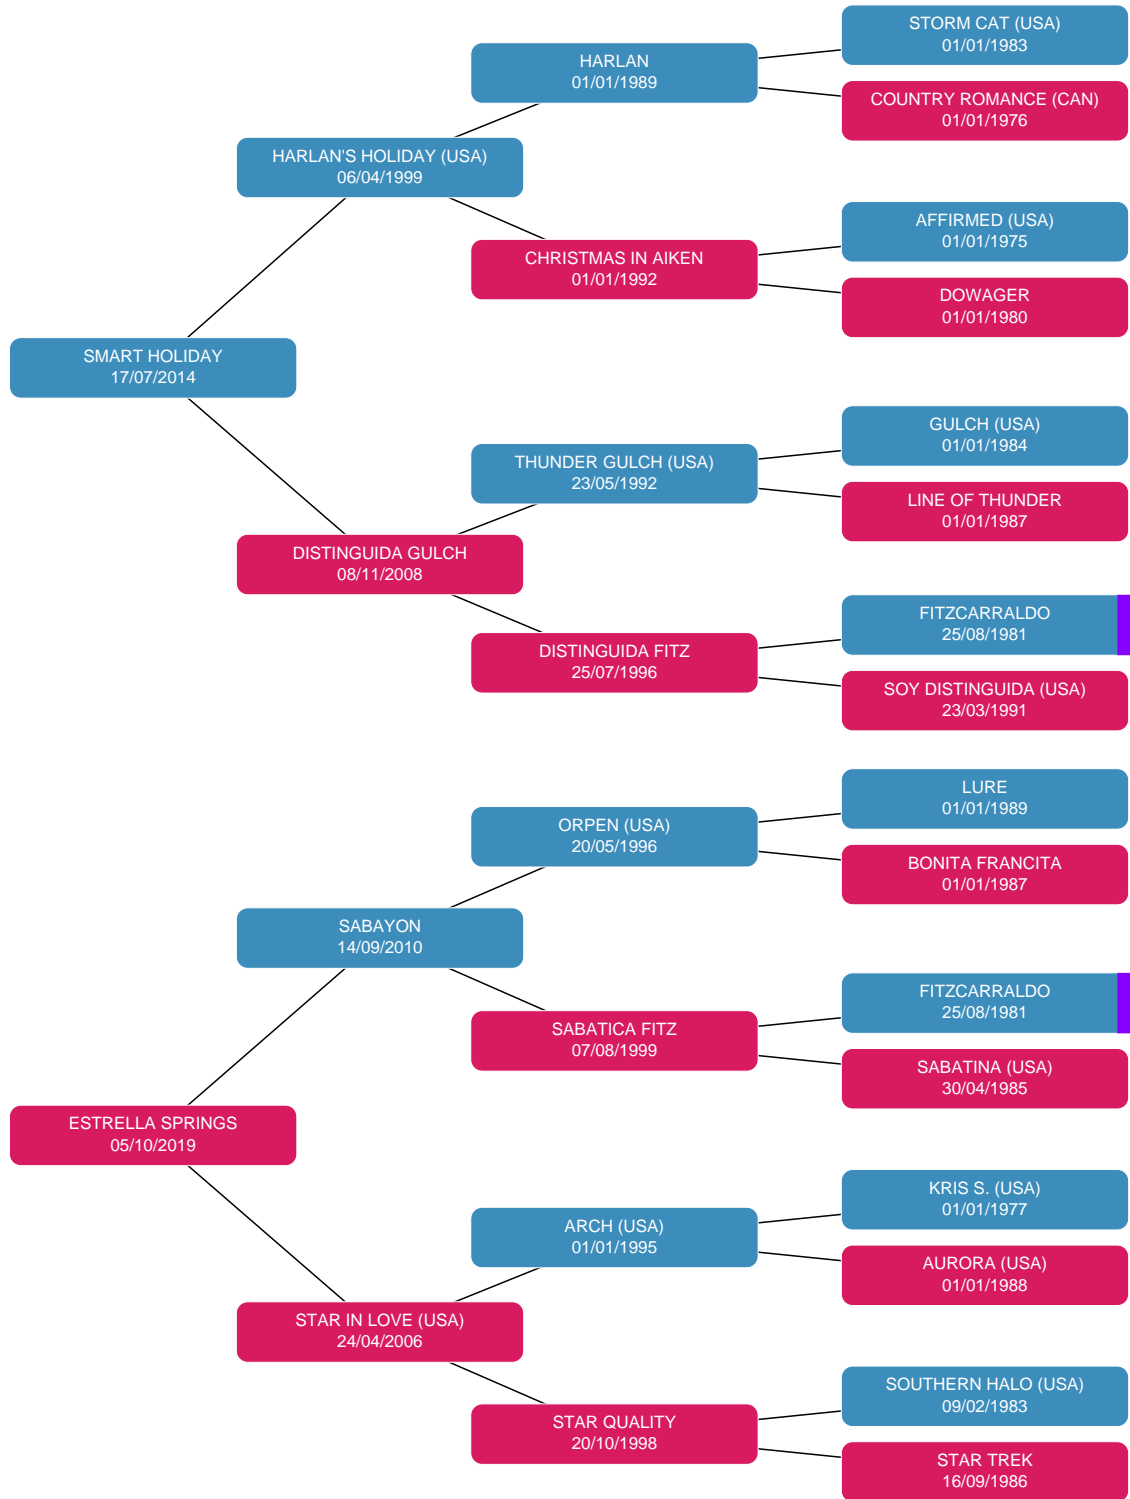 STORM CAT (USA)
01/01/1983
HARLAN
01/01/1989
COUNTRY ROMANCE (CAN)
01/01/1976
HARLAN'S HOLIDAY (USA)
06/04/1999
AFFIRMED (USA)
01/01/1975
CHRISTMAS IN AIKEN
01/01/1992
DOWAGER
01/01/1980
SMART HOLIDAY
17/07/2014
GULCH (USA)
01/01/1984
THUNDER GULCH (USA)
23/05/1992
LINE OF THUNDER
01/01/1987
DISTINGUIDA GULCH
08/11/2008
FITZCARRALDO
25/08/1981
DISTINGUIDA FITZ
25/07/1996
SOY DISTINGUIDA (USA)
23/03/1991
LURE
01/01/1989
ORPEN (USA)
20/05/1996
BONITA FRANCITA
01/01/1987
SABAYON
14/09/2010
FITZCARRALDO
25/08/1981
SABATICA FITZ
07/08/1999
SABATINA (USA)
30/04/1985
ESTRELLA SPRINGS
05/10/2019
KRIS S. (USA)
01/01/1977
ARCH (USA)
01/01/1995
AURORA (USA)
01/01/1988
STAR IN LOVE (USA)
24/04/2006
SOUTHERN HALO (USA)
09/02/1983
STAR QUALITY
20/10/1998
STAR TREK
16/09/1986